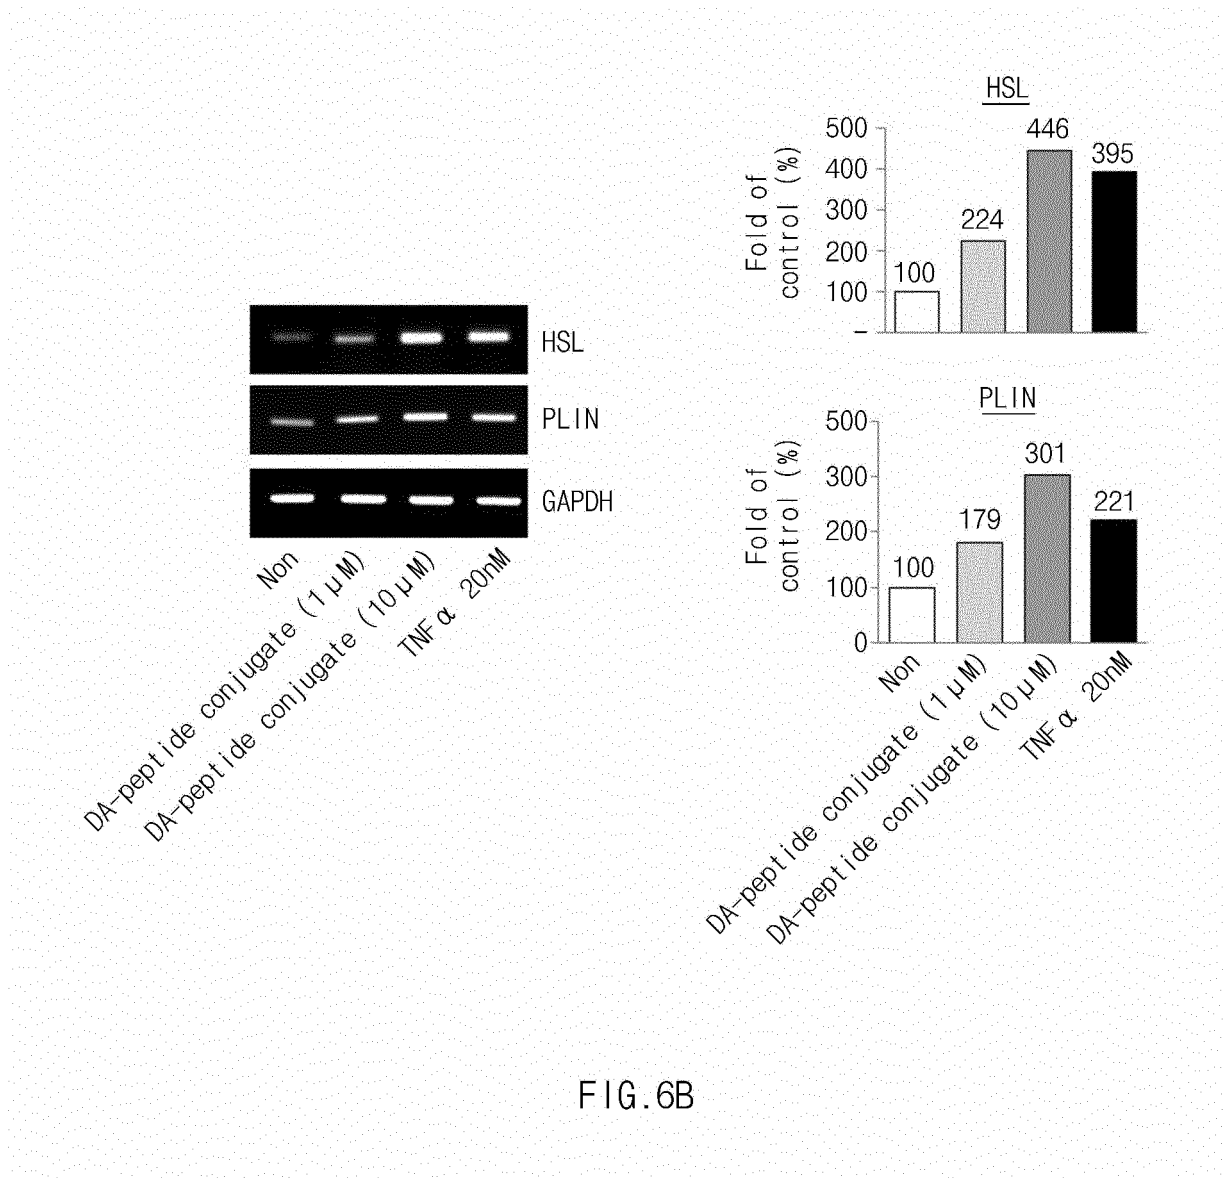 HSL
PLIN
GAPDH
Non
DA-peptide conjugate (1μM)
DA-peptide conjugate (10μM)
TNFα 20nM
HSL
Fold of
control (%)
500
400
300
200
100
–
100
224
446
395
PLIN
Fold of
control (%)
500
300
200
100
0
100
179
301
221
Non
DA-peptide conjugate (1μM)
DA-peptide conjugate (10μM)
TNFα 20nM
FIG.6B